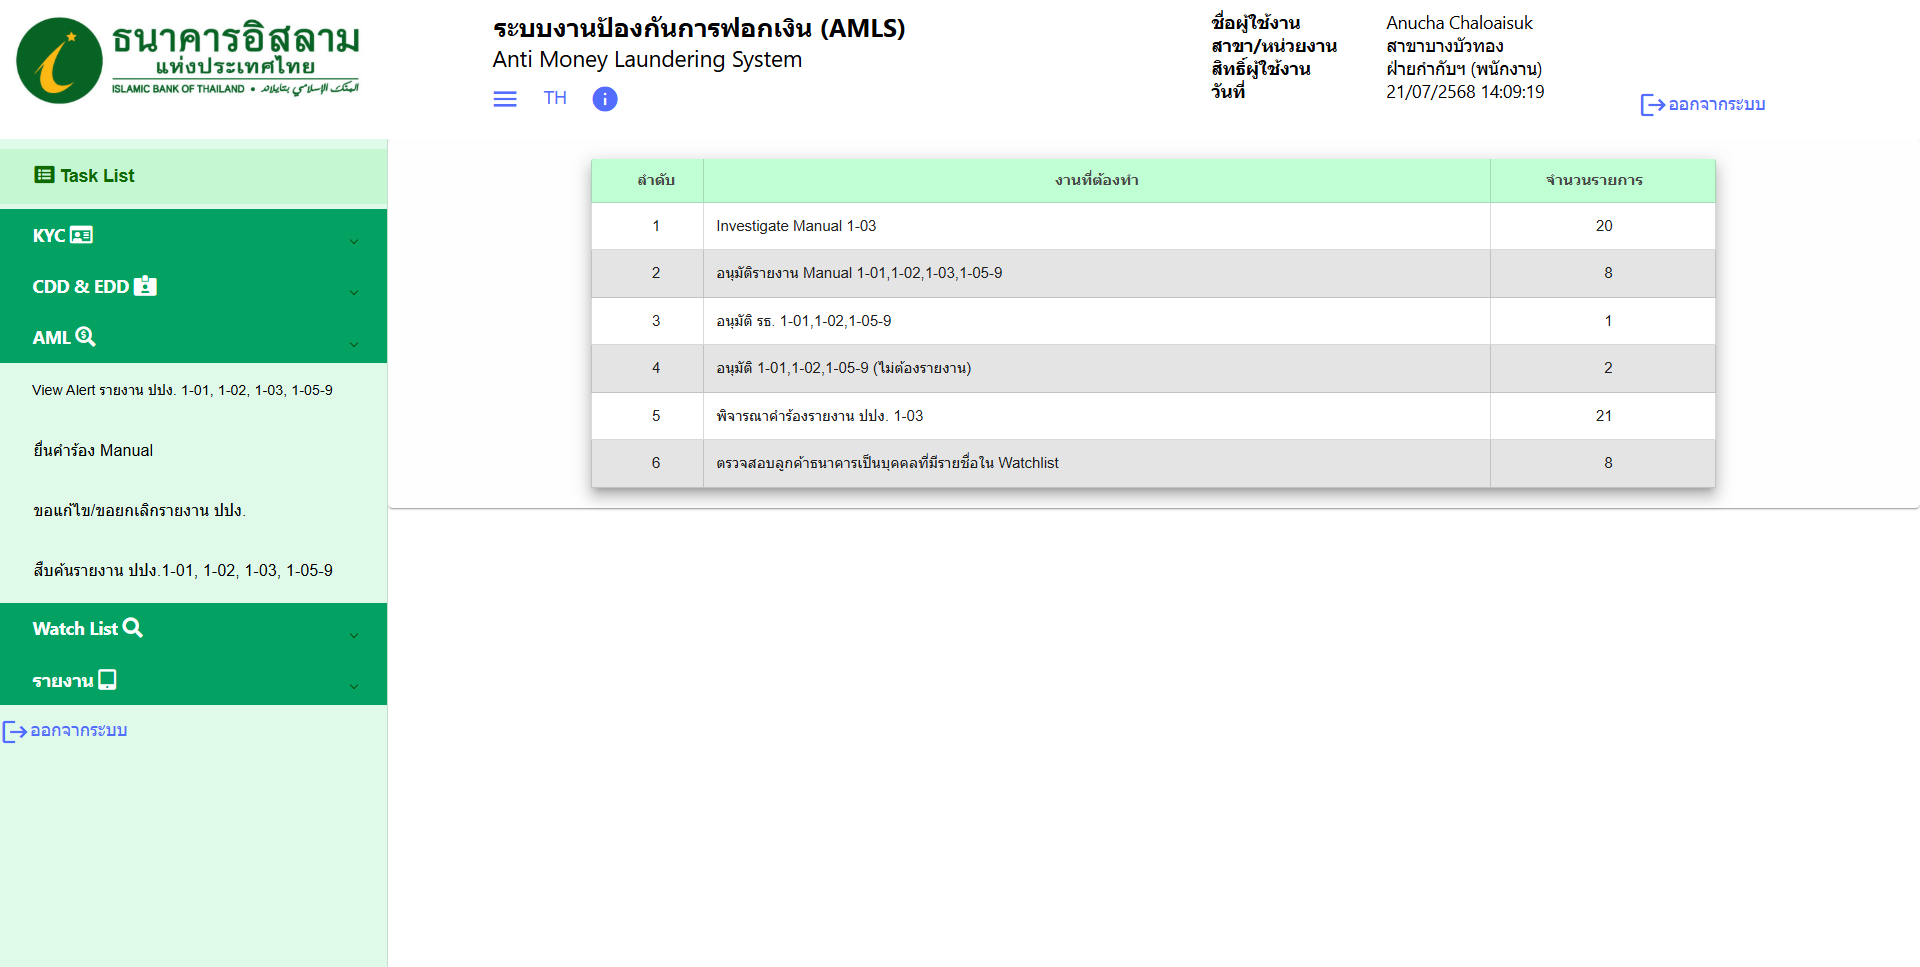 ธนาคารอิสลาม
แห่งประเทศไทย
ISLAMIC BANK OF THAILAND •
ระบบงานป้องกันการฟอกเงิน (AMLS)
Anti Money Laundering System
TH
ชื่อผู้ใช้งาน Anucha Chaloaisuk
สาขา/หน่วยงาน สาขาบางบัวทอง
สิทธิ์ผู้ใช้งาน ฝ่ายกำกับฯ (พนักงาน)
วันที่ 21/07/2568 14:09:19
ออกจากระบบ
Task List
KYC
CDD & EDD
AML
View Alert รายงาน ปปง. 1-01, 1-02, 1-03, 1-05-9
ยื่นคำร้อง Manual
ขอแก้ไข/ขอยกเลิกรายงาน ปปง.
สืบค้นรายงาน ปปง.1-01, 1-02, 1-03, 1-05-9
Watch List
รายงาน
ออกจากระบบ
ลำดับ งานที่ต้องทำ จำนวนรายการ
1 Investigate Manual 1-03 20
2 อนุมัติรายงาน Manual 1-01,1-02,1-03,1-05-9 8
3 อนุมัติ รธ. 1-01,1-02,1-05-9 1
4 อนุมัติ 1-01,1-02,1-05-9 (ไม่ต้องรายงาน) 2
5 พิจารณาคำร้องรายงาน ปปง. 1-03 21
6 ตรวจสอบลูกค้าธนาคารเป็นบุคคลที่มีรายชื่อใน Watchlist 8